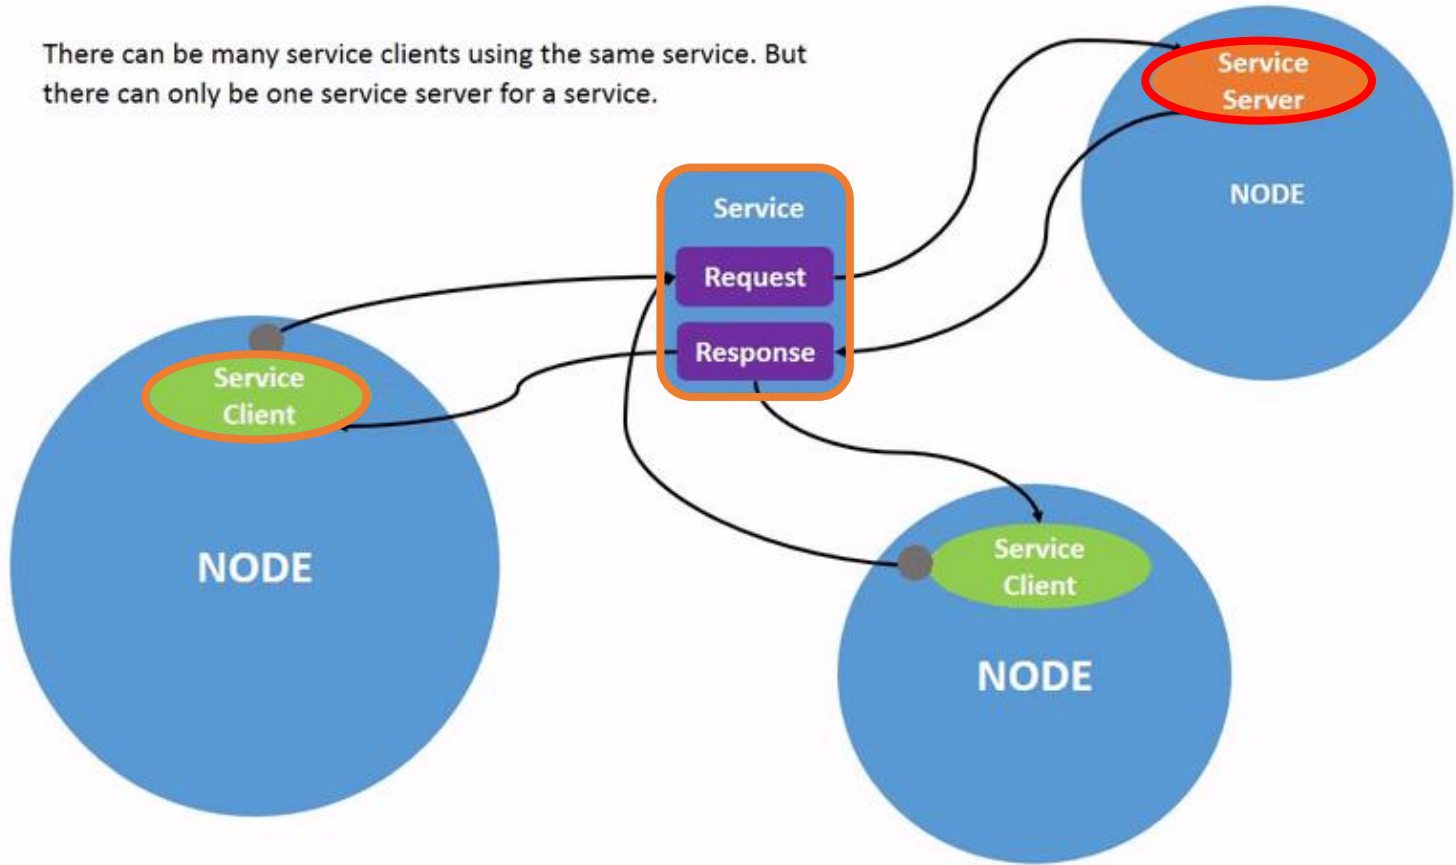 There can be many service clients using the same service. But
there can only be one service server for a service.
Service
Server
NODE
Service
Request
Response
Service
Client
NODE
Service
Client
NODE